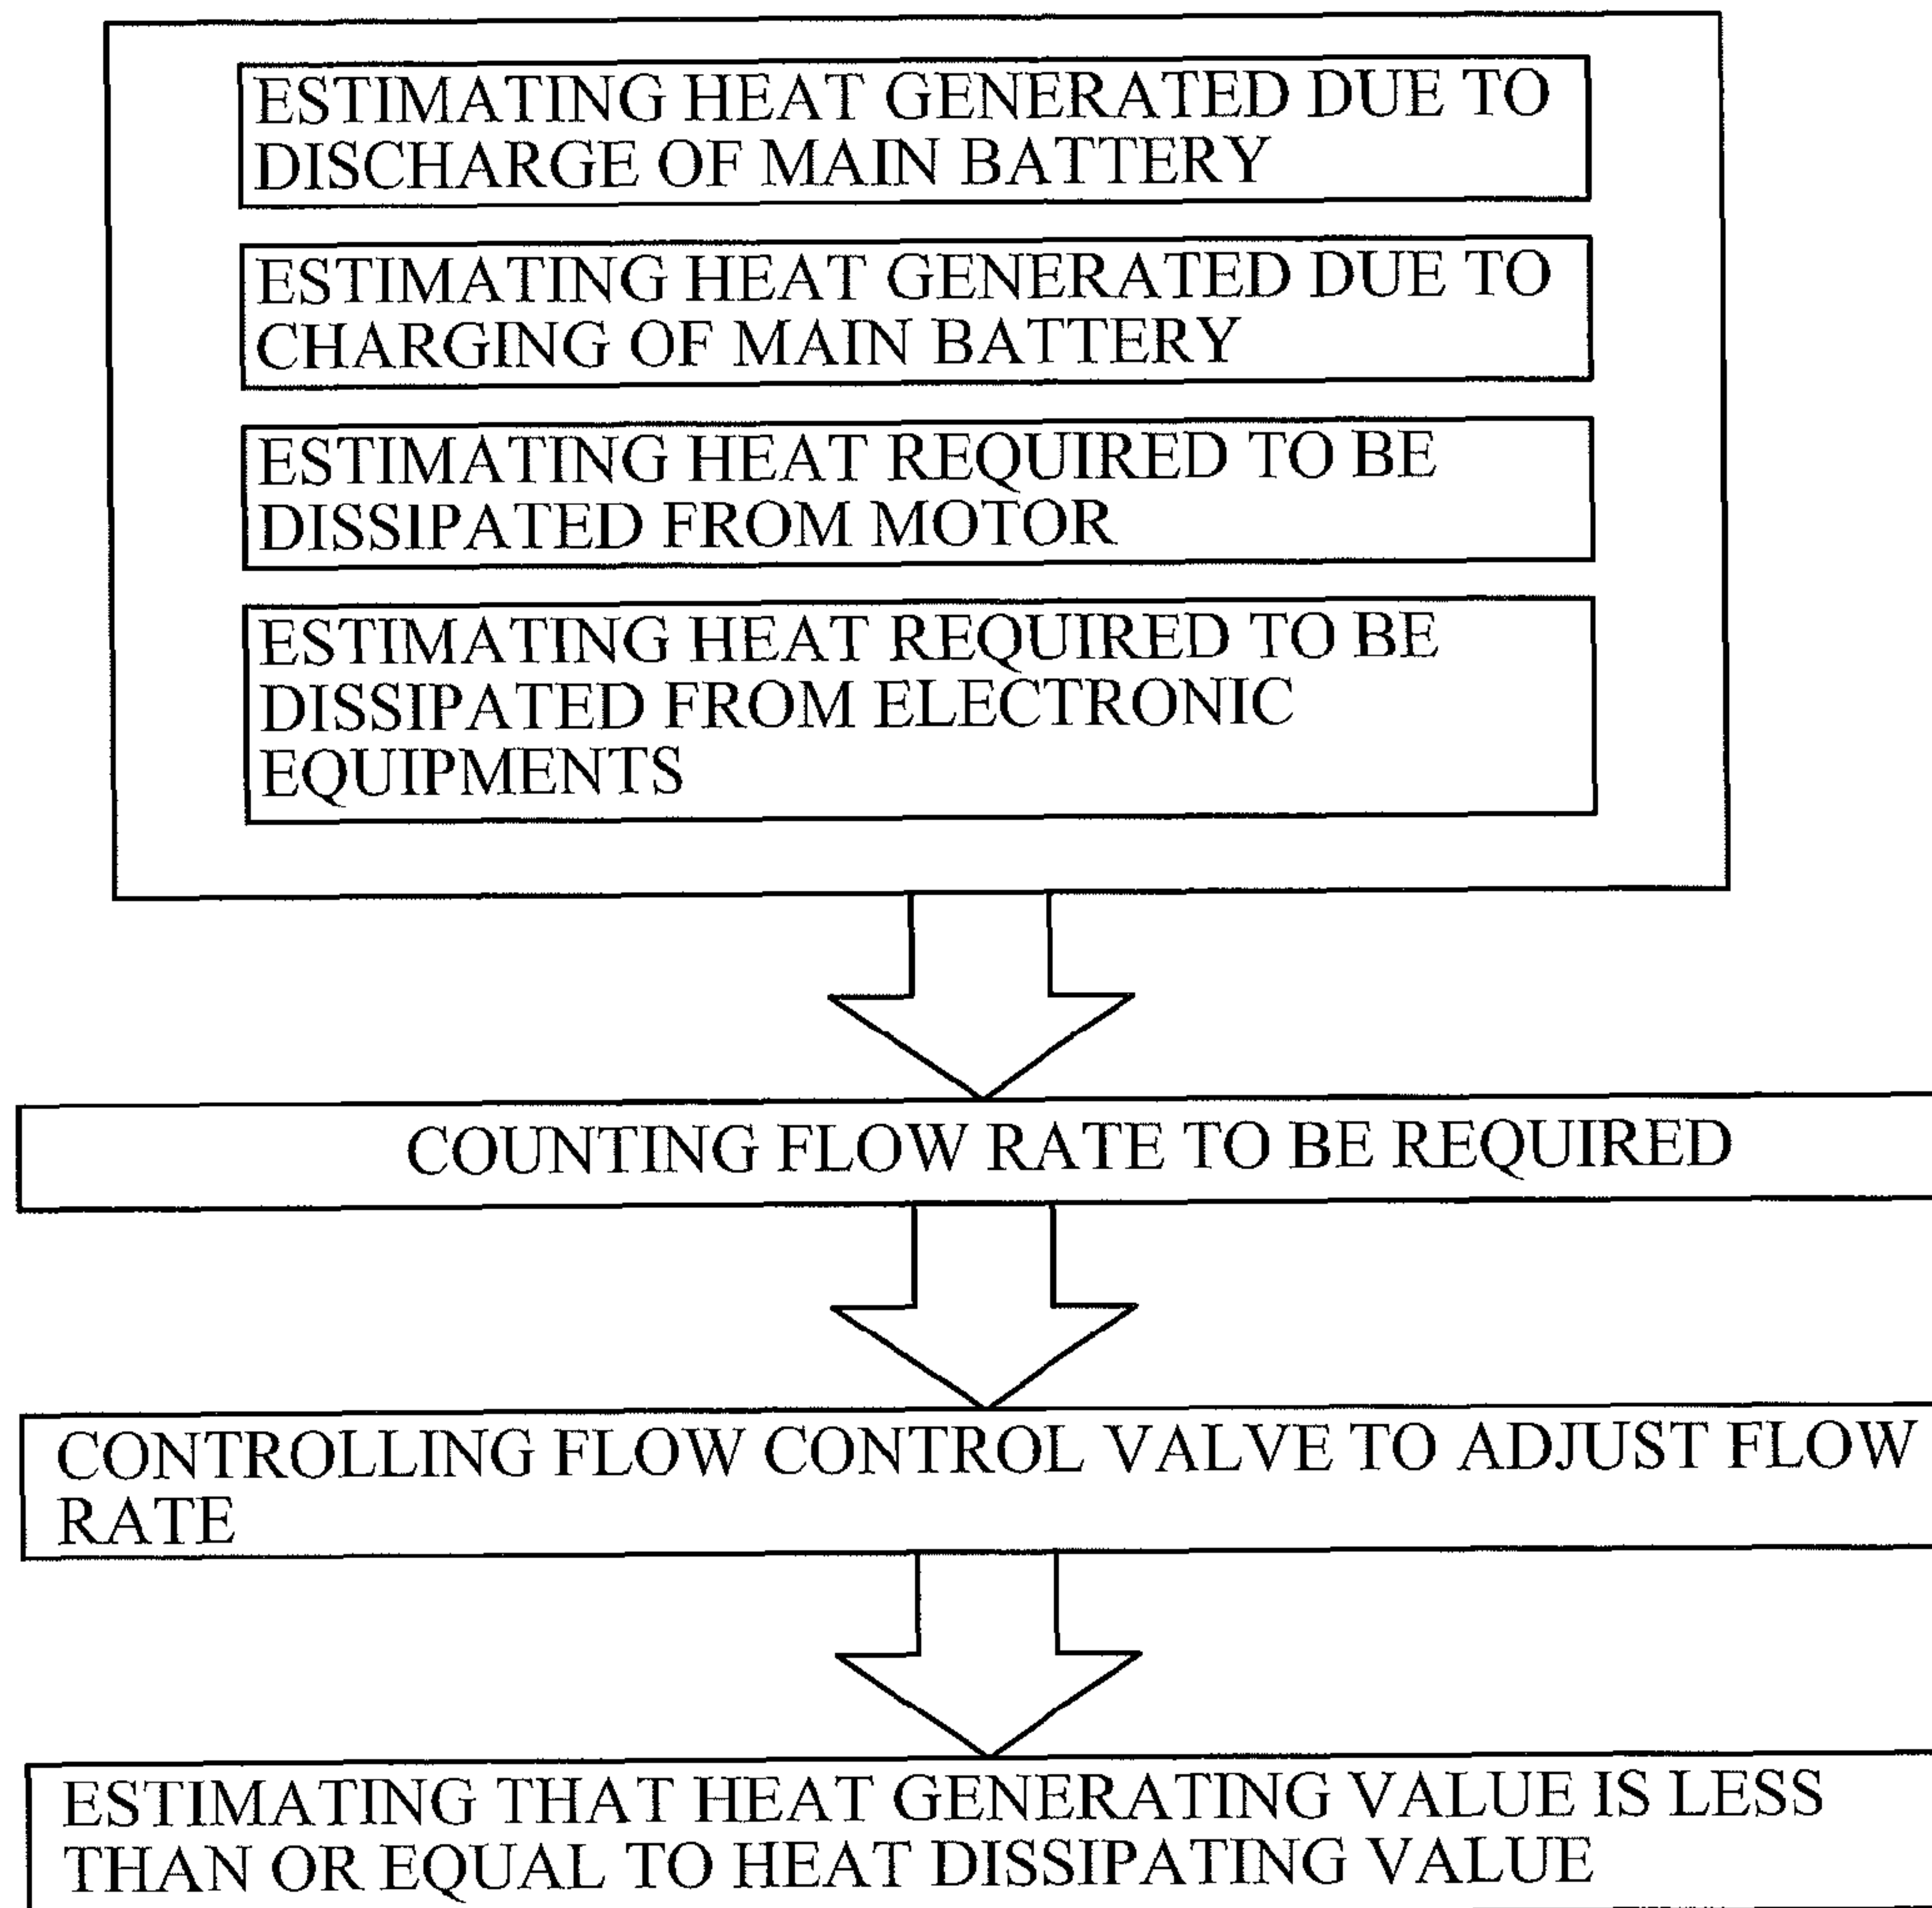 ESTIMATING HEAT GENERATED DUE TO
DISCHARGE OF MAIN BATTERY
ESTIMATING HEAT GENERATED DUE TO
CHARGING OF MAIN BATTERY
ESTIMATING HEAT REQUIRED TO BE
DISSIPATED FROM MOTOR
ESTIMATING HEAT REQUIRED TO BE
DISSIPATED FROM ELECTRONIC
EQUIPMENTS
COUNTING FLOW RATE TO BE REQUIRED
CONTROLLING FLOW CONTROL VALVE TO ADJUST FLOW
RATE
ESTIMATING THAT HEAT GENERATING VALUE IS LESS
THAN OR EQUAL TO HEAT DISSIPATING VALUE